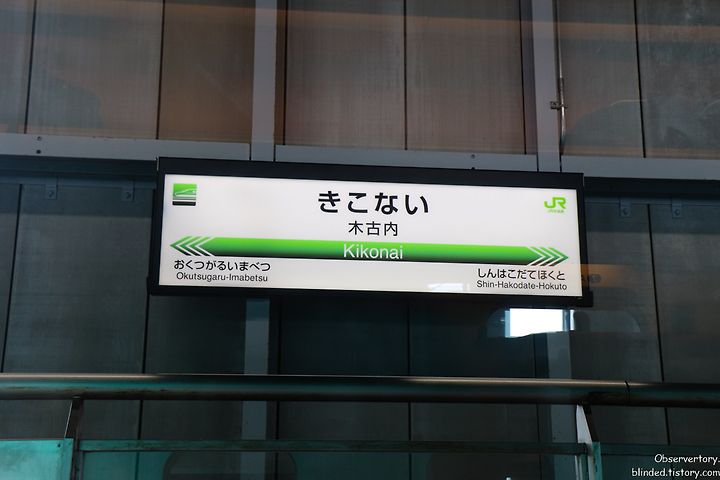 きこない
JR
木古内
Kikonai
おくつがるいまべつ
しんはこだてほくと
Okutsugaru-Imabetsu
Shin-Hakodate-Hokuto
Observertory.
blinded.tistory.com